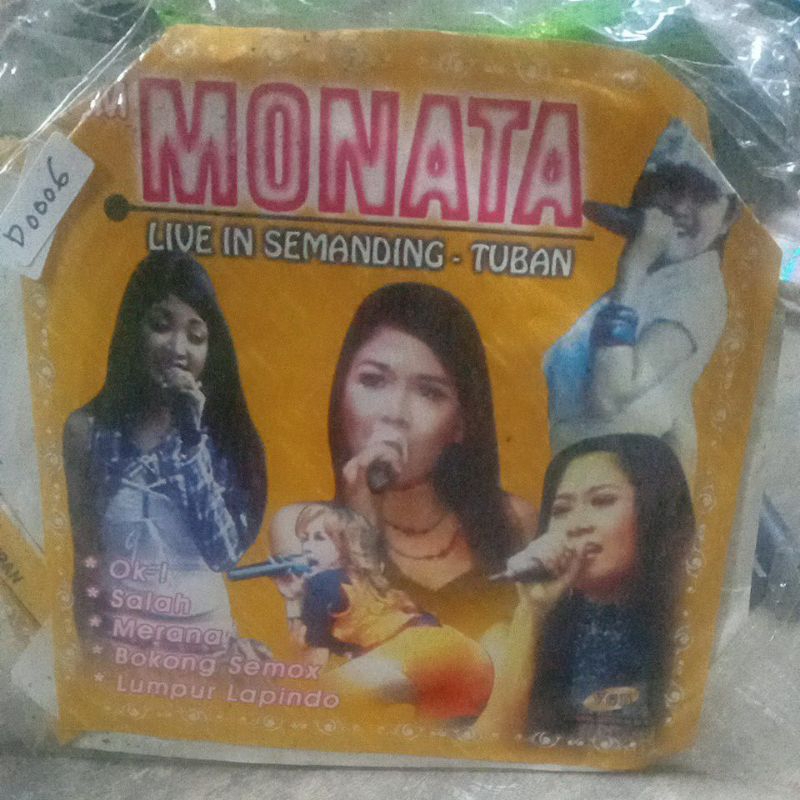 MONATA
LIVE IN SEMANDING - TUBAN
D0006
* Ok-!
* Salah
* Merana
* Bokong Semox
* Lumpur Lapindo